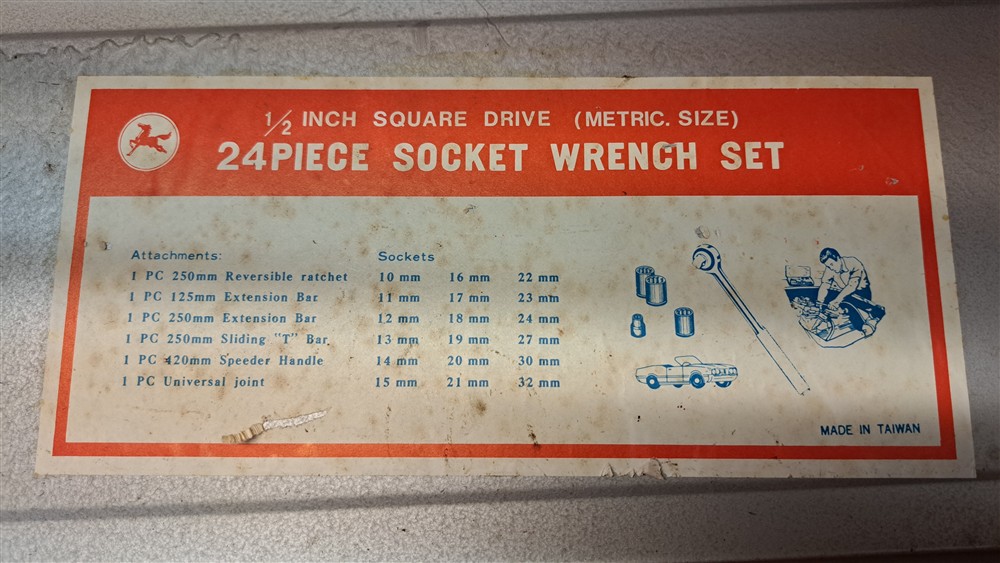 1/2 INCH SQUARE DRIVE (METRIC. SIZE)
24PIECE SOCKET WRENCH SET
Attachments:
1 PC 250mm Reversible ratchet
1 PC 125mm Extension Bar
1 PC 250mm Extension Bar
1 PC 250mm Sliding "T" Bar
1 PC 420mm Speeder Handle
1 PC Universal joint
Sockets
10 mm 16 mm 22 mm
11 mm 17 mm 23 mm
12 mm 18 mm 24 mm
13 mm 19 mm 27 mm
14 mm 20 mm 30 mm
15 mm 21 mm 32 mm
MADE IN TAIWAN